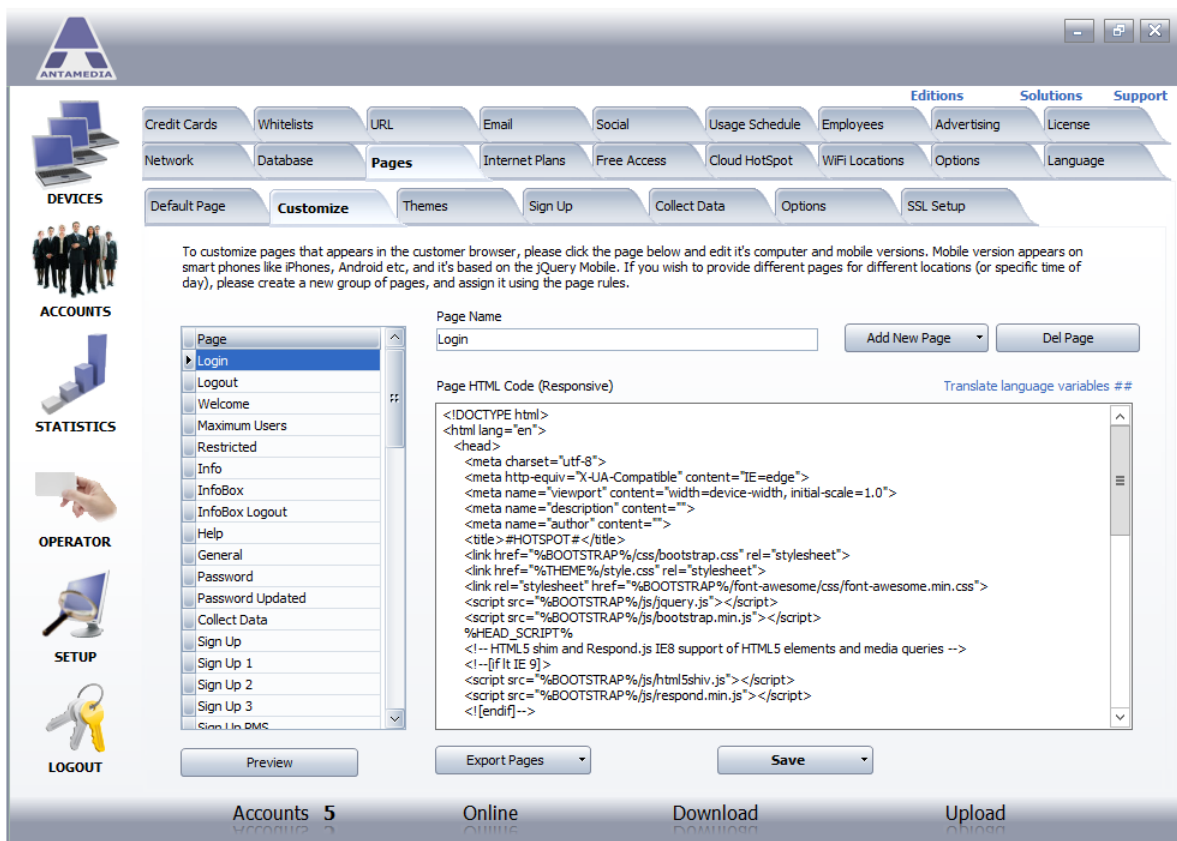 ANTAMEDIA
Editions Solutions Support
Credit Cards Whitelists URL Email Social Usage Schedule Employees Advertising License
Network Database Pages Internet Plans Free Access Cloud HotSpot WiFi Locations Options Language
Default Page Customize Themes Sign Up Collect Data Options SSL Setup
DEVICES
ACCOUNTS
STATISTICS
OPERATOR
SETUP
LOGOUT
To customize pages that appears in the customer browser, please click the page below and edit it's computer and mobile versions. Mobile version appears on
smart phones like iPhones, Android etc, and it's based on the jQuery Mobile. If you wish to provide different pages for different locations (or specific time of
day), please create a new group of pages, and assign it using the page rules.
Page
Login
Logout
Welcome
Maximum Users
Restricted
Info
InfoBox
InfoBox Logout
Help
General
Password
Password Updated
Collect Data
Sign Up
Sign Up 1
Sign Up 2
Sign Up 3
Sign Up PMS
Preview
Page Name
Login
Add New Page
Del Page
Page HTML Code (Responsive)
Translate language variables ##
<!DOCTYPE html>
<html lang="en">
<head>
<meta charset="utf-8">
<meta http-equiv="X-UA-Compatible" content="IE=edge">
<meta name="viewport" content="width=device-width, initial-scale=1.0">
<meta name="description" content="">
<meta name="author" content="">
<title>#HOTSPOT#</title>
<link href="%BOOTSTRAP%/css/bootstrap.css" rel="stylesheet">
<link href="%THEME%/style.css" rel="stylesheet">
<link rel="stylesheet" href="%BOOTSTRAP%/font-awesome/css/font-awesome.min.css">
<script src="%BOOTSTRAP%/js/jquery.js"></script>
<script src="%BOOTSTRAP%/js/bootstrap.min.js"></script>
%HEAD_SCRIPT%
<!-- HTML5 shim and Respond.js IE8 support of HTML5 elements and media queries -->
<!--[if lt IE 9]>
<script src="%BOOTSTRAP%/js/html5shiv.js"></script>
<script src="%BOOTSTRAP%/js/respond.min.js"></script>
<![endif]-->
Export Pages
Save
Accounts 5 Online Download Upload